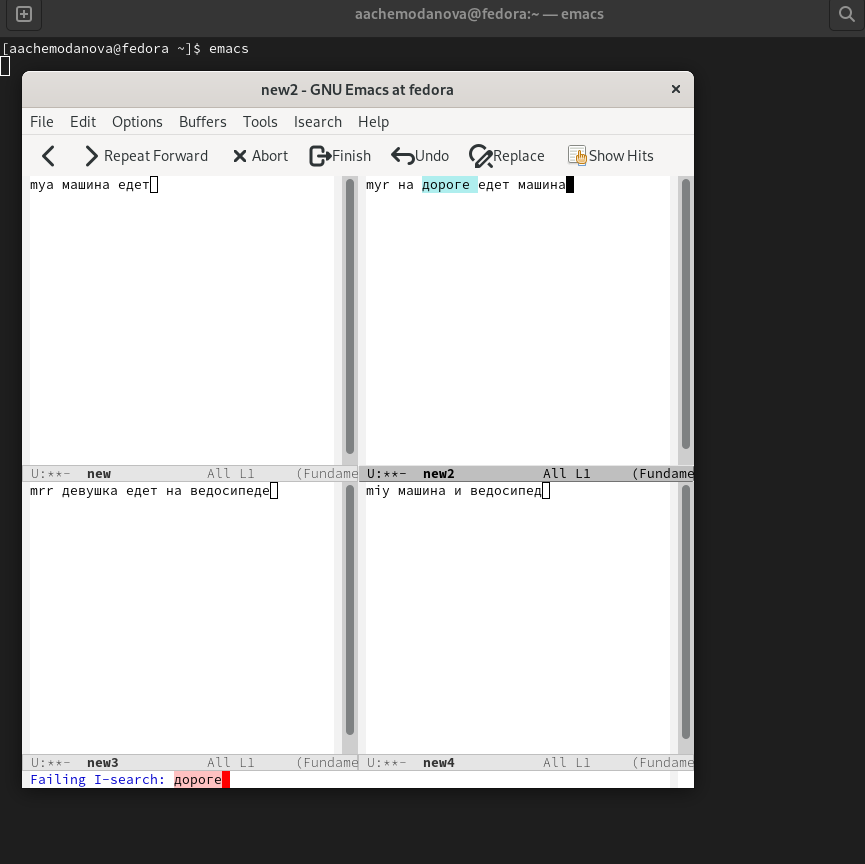 aachemodanova@fedora:~ — emacs
[aachemodanova@fedora ~]$ emacs
new2 - GNU Emacs at fedora ×
File Edit Options Buffers Tools Isearch Help
Repeat Forward Abort Finish Undo Replace Show Hits
mya машина едет
myr на дороге едет машина
U:**- new All L1 (Fundame
U:**- new2 All L1 (Fundame
mrr девушка едет на ведосипеде
miy машина и ведосипед
U:**- new3 All L1 (Fundame
U:**- new4 All L1 (Fundame
Failing I-search: дороге